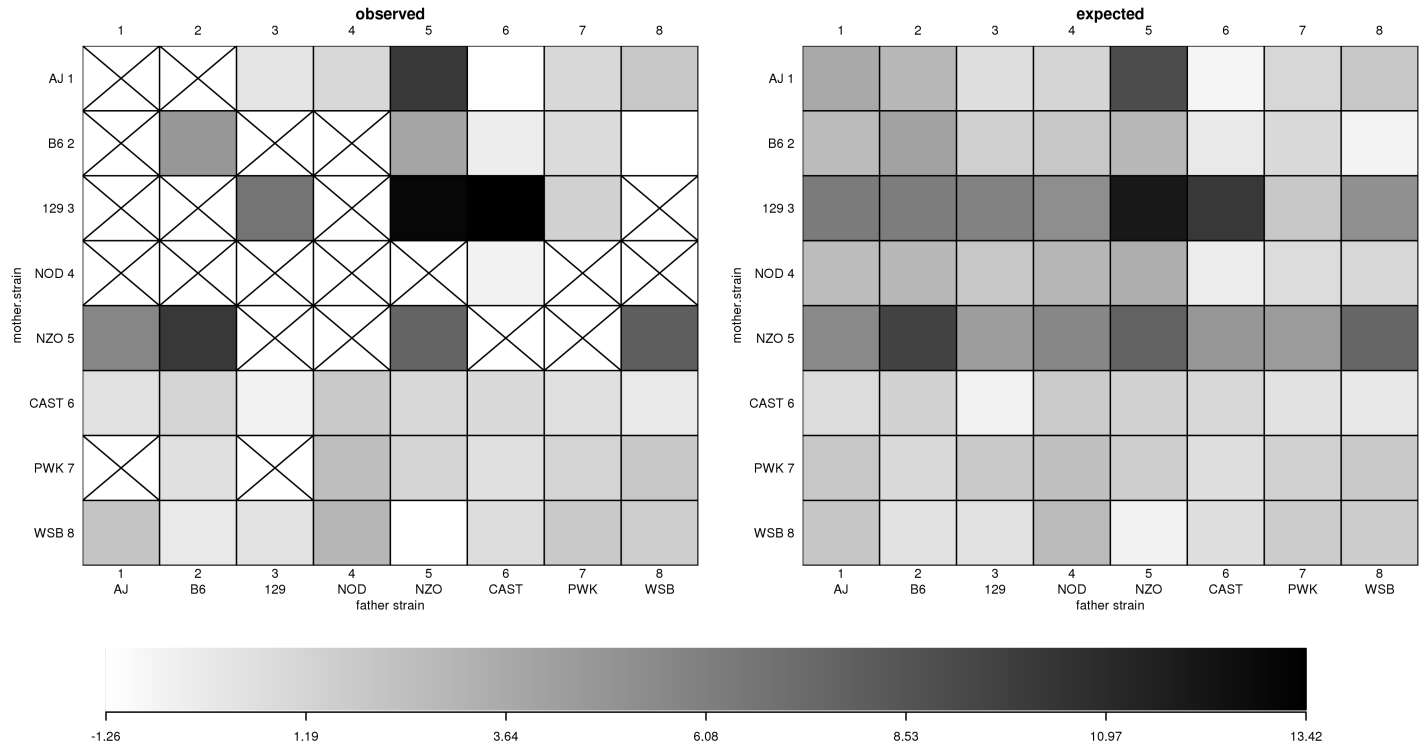 observed
1 2 3 4 5 6 7 8
mother.strain
AJ 1
B6 2
129 3
NOD 4
NZO 5
CAST 6
PWK 7
WSB 8
1 2 3 4 5 6 7 8
AJ B6 129 NOD NZO CAST PWK WSB
father strain
expected
1 2 3 4 5 6 7 8
mother.strain
AJ 1
B6 2
129 3
NOD 4
NZO 5
CAST 6
PWK 7
WSB 8
1 2 3 4 5 6 7 8
AJ B6 129 NOD NZO CAST PWK WSB
father strain
-1.26 1.19 3.64 6.08 8.53 10.97 13.42